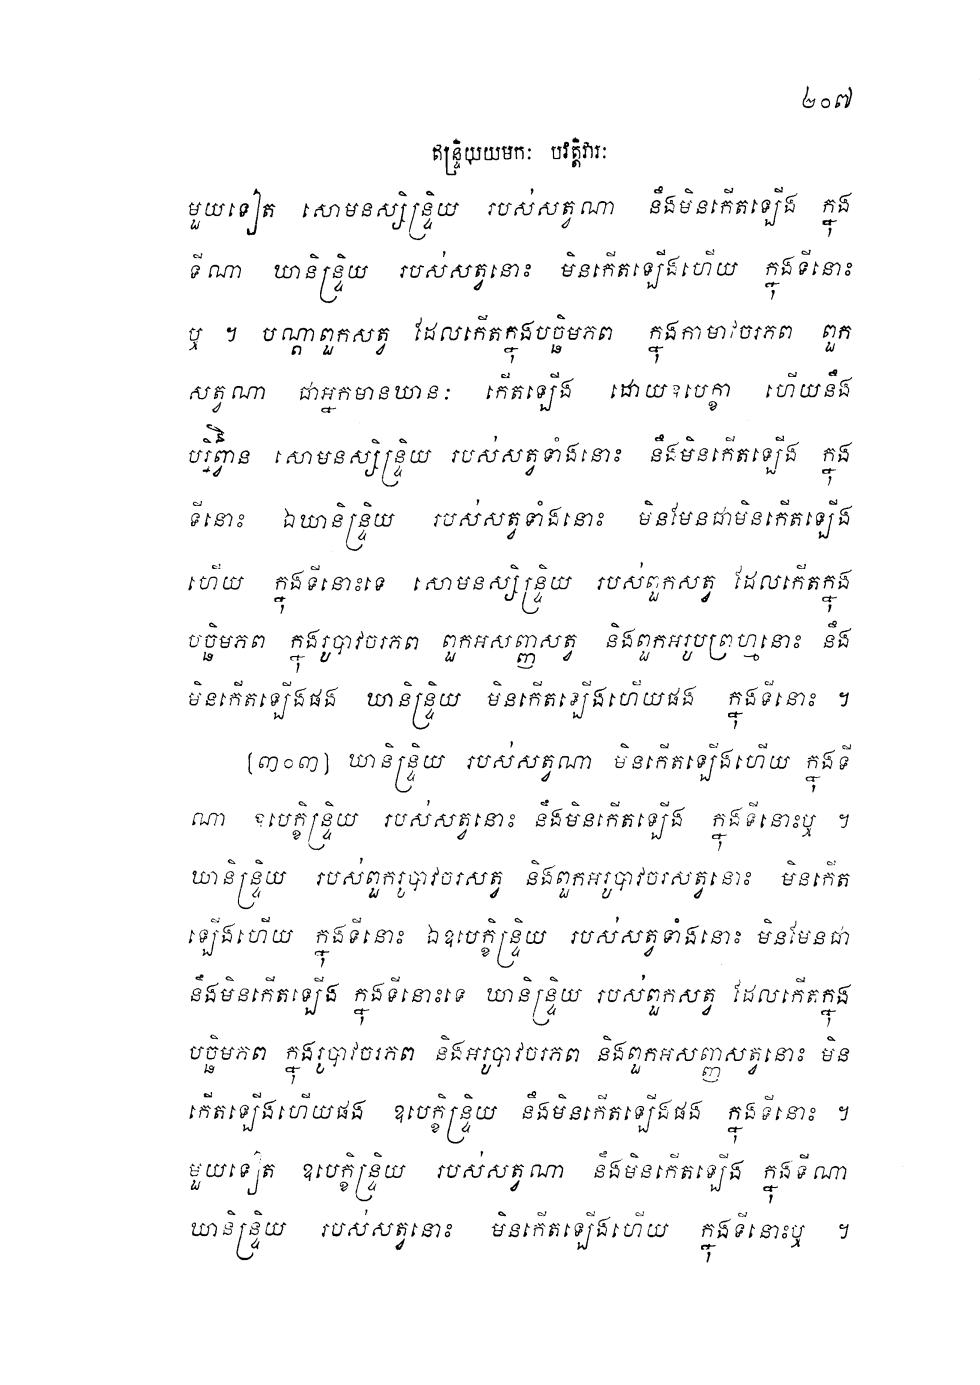 ២០៧
ឥន្ទ្រិយយមកៈ បវត្តិវារៈ
មួយទៀត សោមនស្សិន្ទ្រិយ របស់សត្វណា នឹងមិនកើតឡើង ក្នុង
ទីណា ឃានិន្ទ្រិយ របស់សត្វនោះ មិនកើតឡើងហើយ ក្នុងទីនោះ
ឬ ។ បណ្តាពួកសត្វ ដែលកើតក្នុងបច្ឆិមភព ក្នុងកាមាវចរភព ពួក
សត្វណា ជាអ្នកមានឃានៈ កើតឡើង ដោយឧបេក្ខា ហើយនឹង
បរិនិព្វាន សោមនស្សិន្ទ្រិយ របស់សត្វទាំងនោះ នឹងមិនកើតឡើង ក្នុង
ទីនោះ ឯឃានិន្ទ្រិយ របស់សត្វទាំងនោះ មិនមែនជាមិនកើតឡើង
ហើយ ក្នុងទីនោះទេ សោមនស្សិន្ទ្រិយ របស់ពួកសត្វ ដែលកើតក្នុង
បច្ឆិមភព ក្នុងរូបាវចរភព ពួកអសញ្ញសត្វ និងពួកអរូបព្រហ្មនោះ នឹង
មិនកើតឡើងផង ឃានិន្ទ្រិយ មិនកើតឡើងហើយផង ក្នុងទីនោះ ។
(៣០៣) ឃានិន្ទ្រិយ របស់សត្វណា មិនកើតឡើងហើយ ក្នុងទី
ណា ឧបេក្ខិន្ទ្រិយ របស់សត្វនោះ នឹងមិនកើតឡើង ក្នុងទីនោះឬ ។
ឃានិន្ទ្រិយ របស់ពួករូបាវចរសត្វ និងពួកអរូបាវចរសត្វនោះ មិនកើត
ឡើងហើយ ក្នុងទីនោះ ឯឧបេក្ខិន្ទ្រិយ របស់សត្វទាំងនោះ មិនមែនជា
នឹងមិនកើតឡើង ក្នុងទីនោះទេ ឃានិន្ទ្រិយ របស់ពួកសត្វ ដែលកើតក្នុង
បច្ឆិមភព ក្នុងរូបាវចរភព និងអរូបាវចរភព និងពួកអសញ្ញសត្វនោះ មិន
កើតឡើងហើយផង ឧបេក្ខិន្ទ្រិយ នឹងមិនកើតឡើងផង ក្នុងទីនោះ ។
មួយទៀត ឧបេក្ខិន្ទ្រិយ របស់សត្វណា នឹងមិនកើតឡើង ក្នុងទីណា
ឃានិន្ទ្រិយ របស់សត្វនោះ មិនកើតឡើងហើយ ក្នុងទីនោះឬ ។